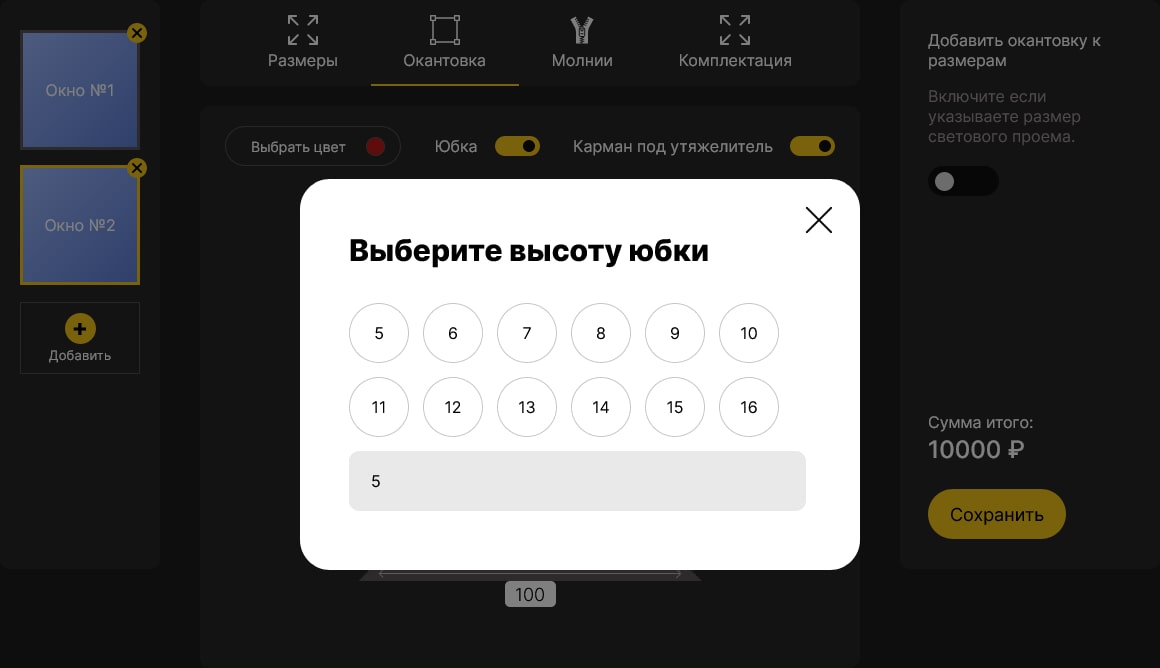 Окно №1
Окно №2
Добавить
Размеры
Окантовка
Молнии
Комплектация
Выбрать цвет
Юбка
Карман под утяжелитель
Выберите высоту юбки
5 6 7 8 9 10
11 12 13 14 15 16
5
100
Добавить окантовку к
размерам
Включите если
указываете размер
светового проема.
Сумма итого:
10000 ₽
Сохранить